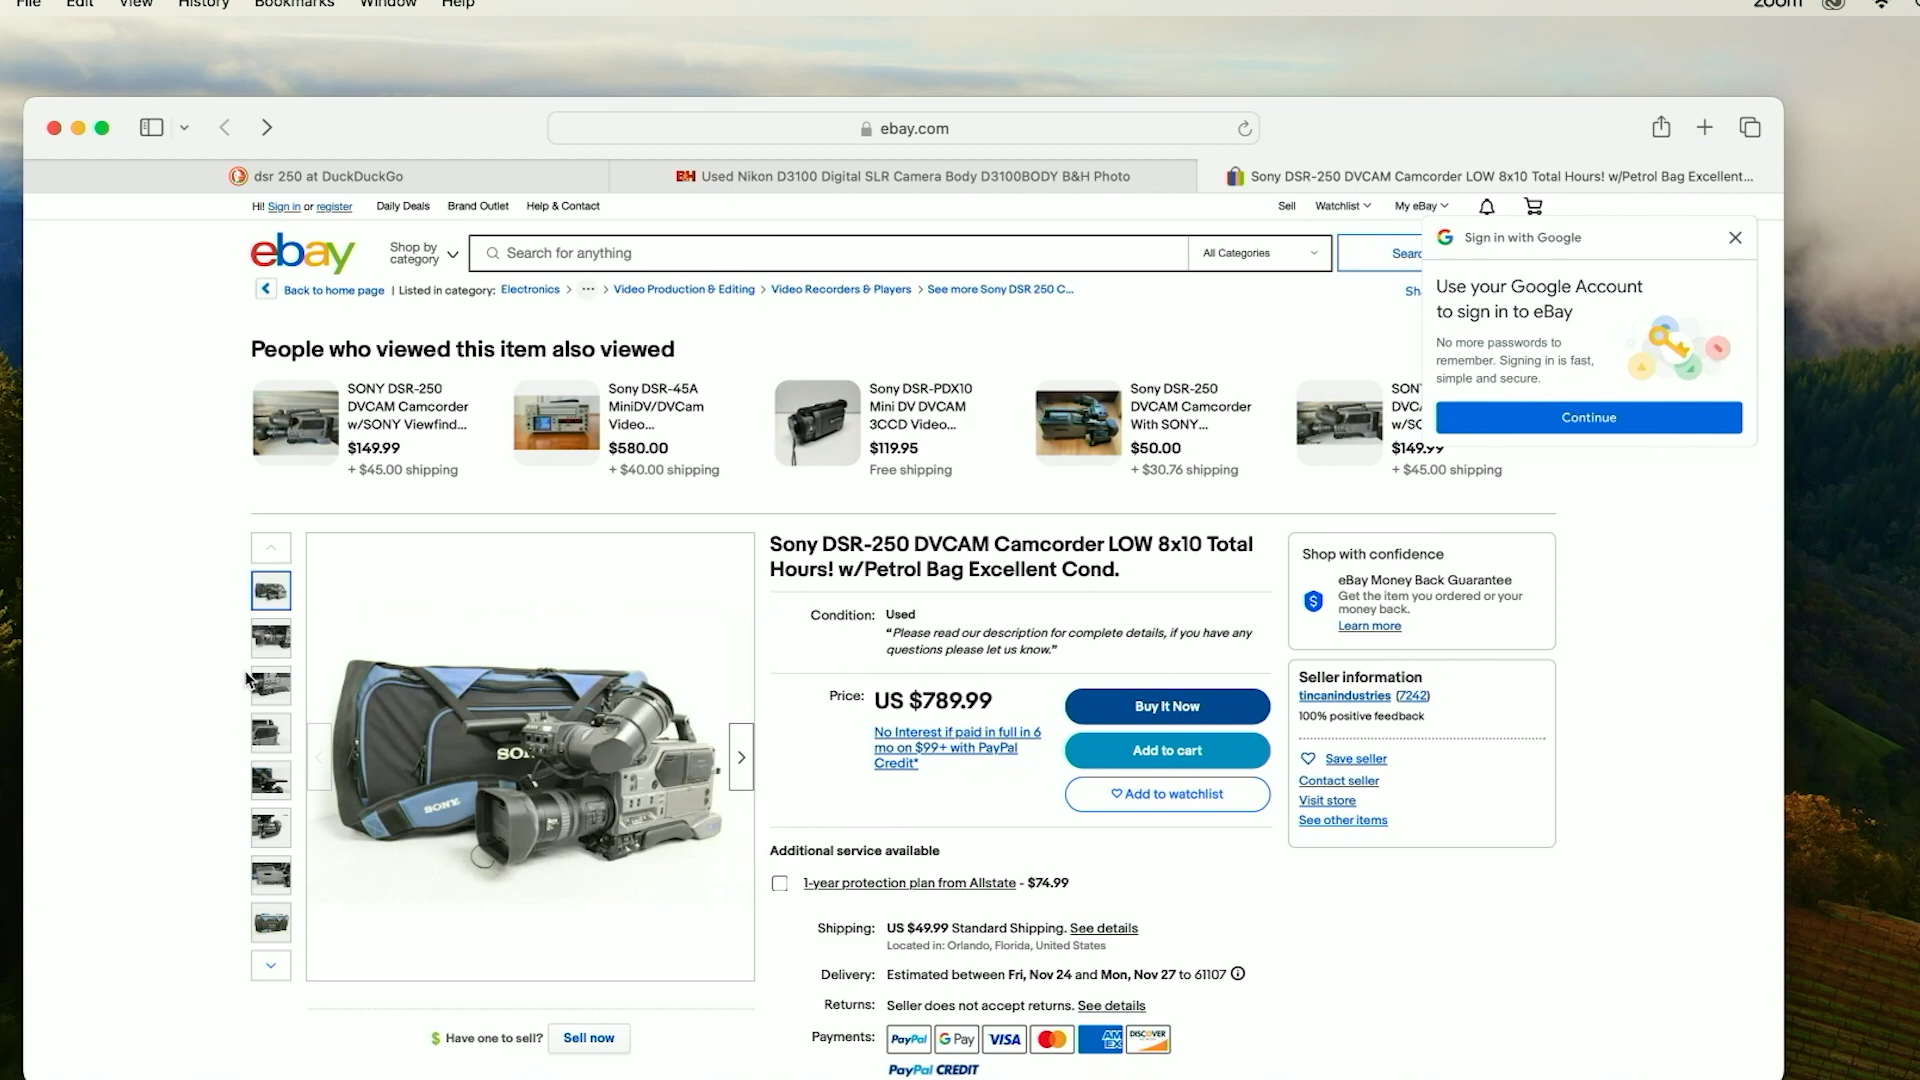 File Edit View History Bookmarks Window Help
zoom
ebay.com
dsr 250 at DuckDuckGo
BH Used Nikon D3100 Digital SLR Camera Body D3100BODY B&H Photo
Sony DSR-250 DVCAM Camcorder LOW 8x10 Total Hours! w/Petrol Bag Excellent...
Hi! Sign in or register Daily Deals Brand Outlet Help & Contact
Sell Watchlist My eBay
ebay
Shop by
category
Search for anything
All Categories
Sign in with Google
Use your Google Account
to sign in to eBay
No more passwords to
remember. Signing in is fast,
simple and secure.
Continue
Back to home page | Listed in category: Electronics > ... > Video Production & Editing > Video Recorders & Players > See more Sony DSR 250 C...
People who viewed this item also viewed
SONY DSR-250
DVCAM Camcorder
w/SONY Viewfind...
$149.99
+ $45.00 shipping
Sony DSR-45A
MiniDV/DVCam
Video...
$580.00
+ $40.00 shipping
Sony DSR-PDX10
Mini DV DVCAM
3CCD Video...
$119.95
Free shipping
Sony DSR-250
DVCAM Camcorder
With SONY...
$50.00
+ $30.76 shipping
$149.99
+ $45.00 shipping
SONY
Sony DSR-250 DVCAM Camcorder LOW 8x10 Total
Hours! w/Petrol Bag Excellent Cond.
Condition: Used
“Please read our description for complete details, if you have any
questions please let us know.”
Price: US $789.99
No Interest if paid in full in 6
mo on $99+ with PayPal
Credit*
Buy It Now
Add to cart
Add to watchlist
Additional service available
1-year protection plan from Allstate - $74.99
Shipping: US $49.99 Standard Shipping. See details
Located in: Orlando, Florida, United States
Delivery: Estimated between Fri, Nov 24 and Mon, Nov 27 to 61107
Returns: Seller does not accept returns. See details
Payments: PayPal G Pay VISA AM EX DISCOVER
PayPal CREDIT
Shop with confidence
eBay Money Back Guarantee
Get the item you ordered or your
money back.
Learn more
Seller information
tincanindustries (7242)
100% positive feedback
Save seller
Contact seller
Visit store
See other items
Have one to sell? Sell now